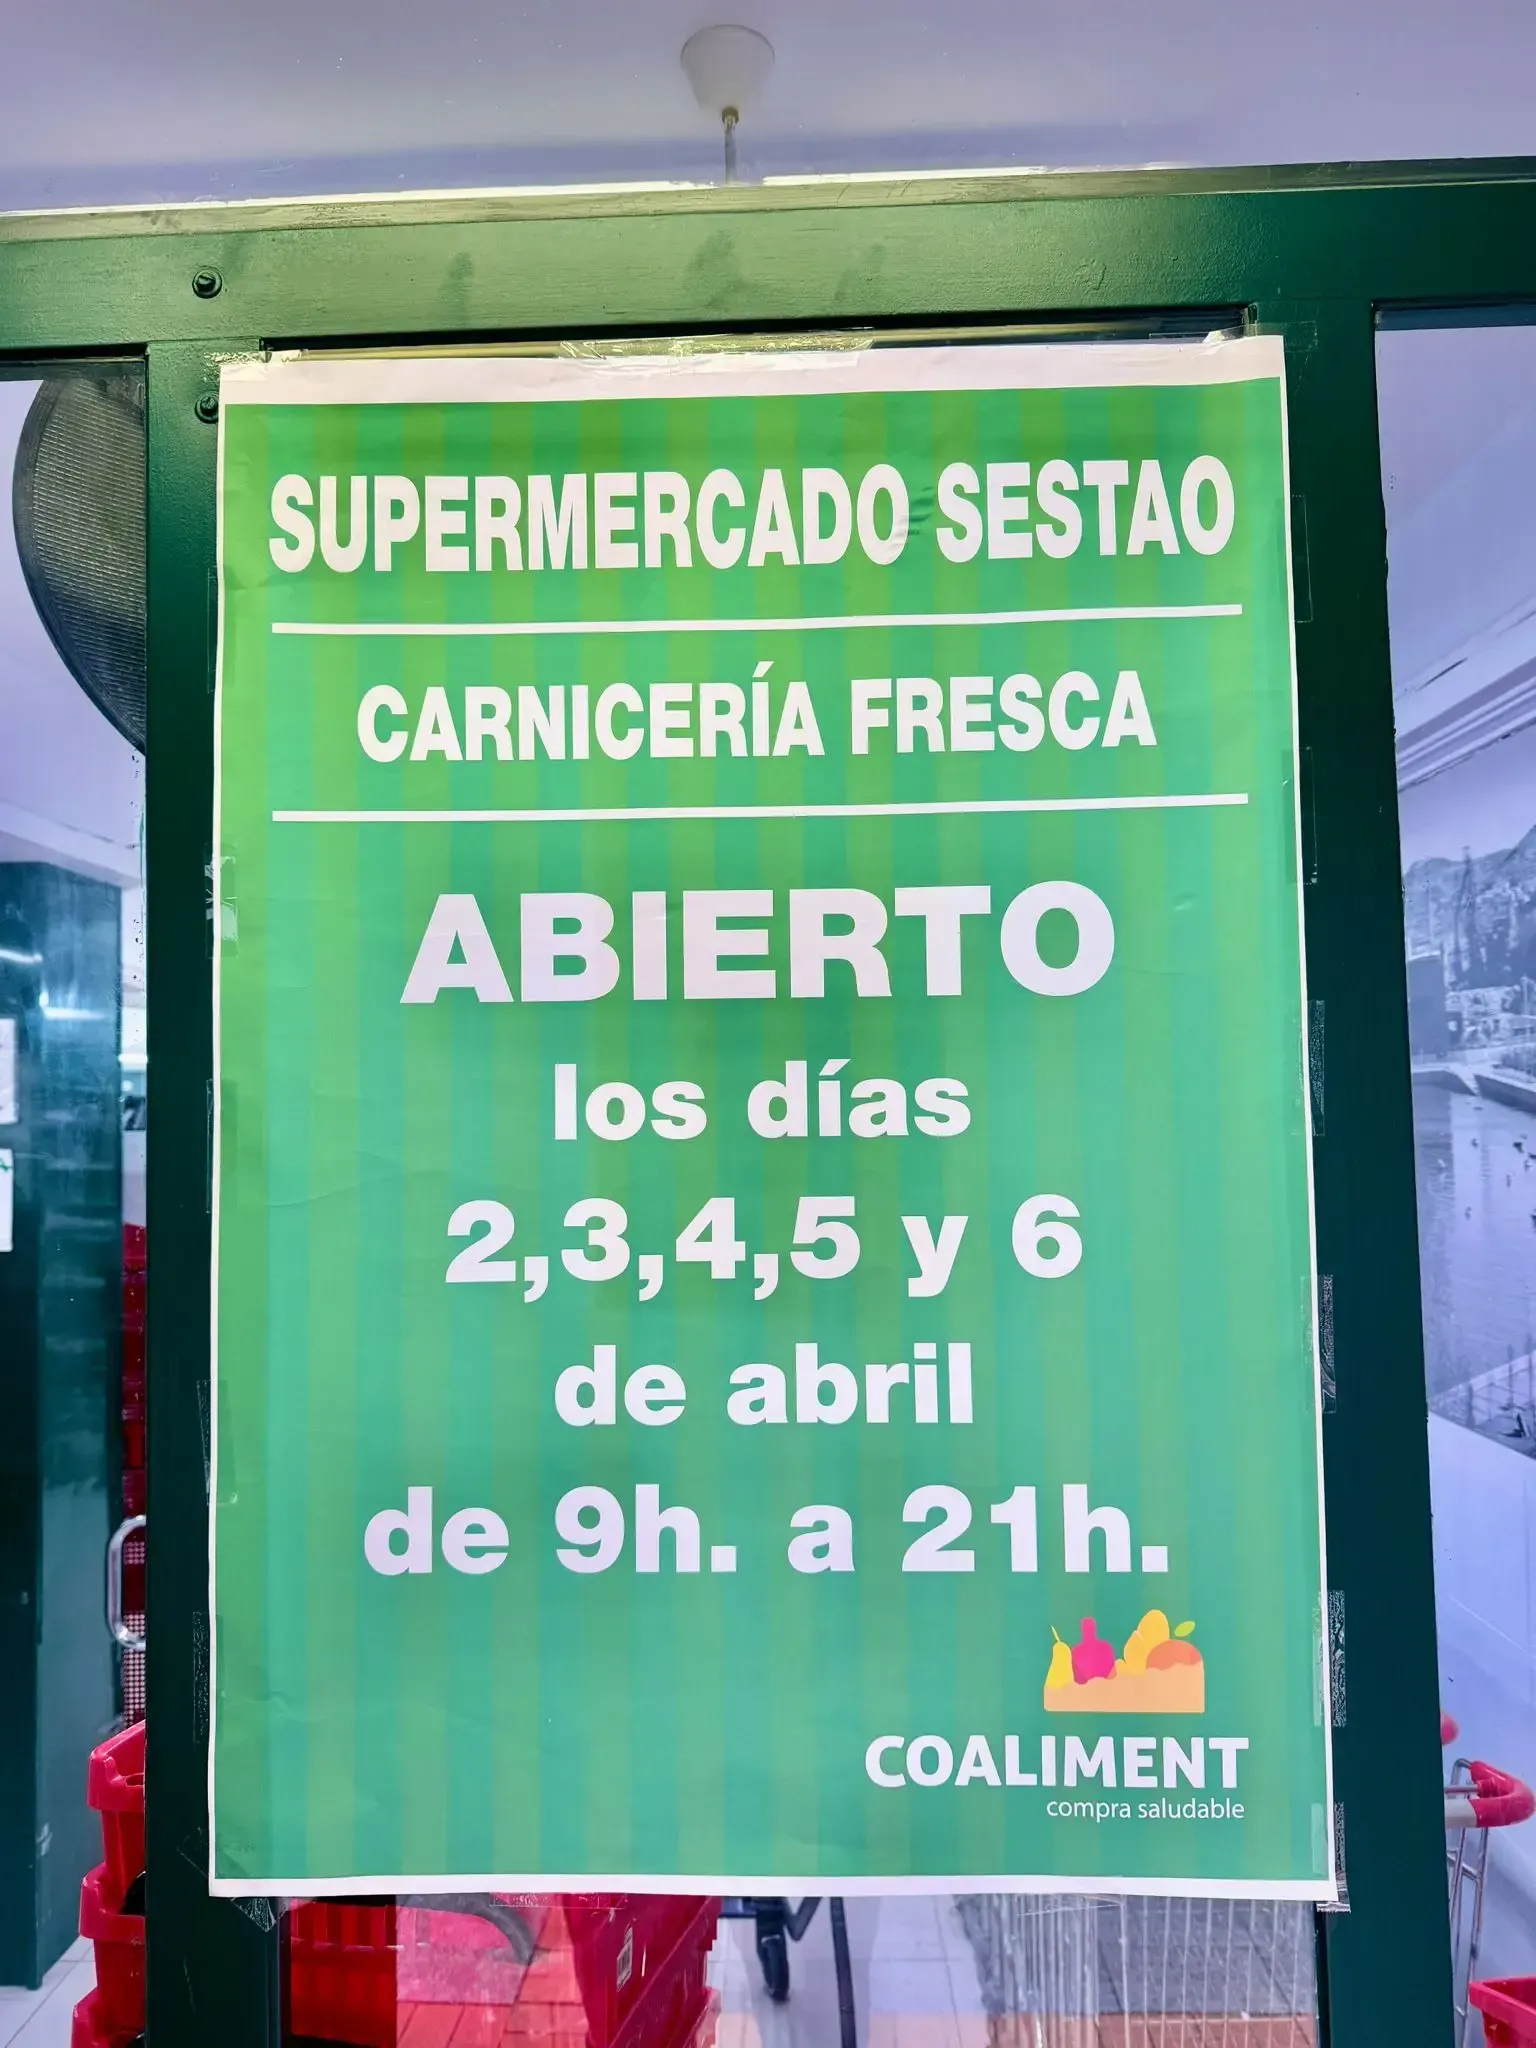 SUPERMERCADO SESTAO
CARNICERÍA FRESCA
ABIERTO
los días
2,3,4,5 y 6
de abril
de 9h. a 21h.
COALIMENT
compra saludable